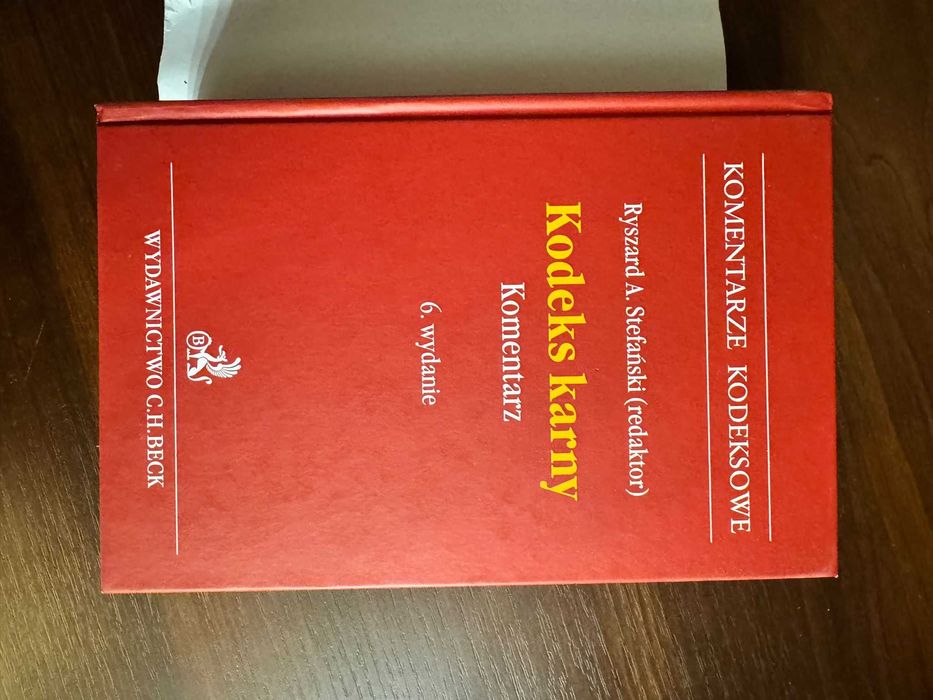 KOMENTARZE KODEKSOWE
Ryszard A. Stefański (redaktor)
Kodeks karny
Komentarz
6. wydanie
B
WYDAWNICTWO C.H.BECK